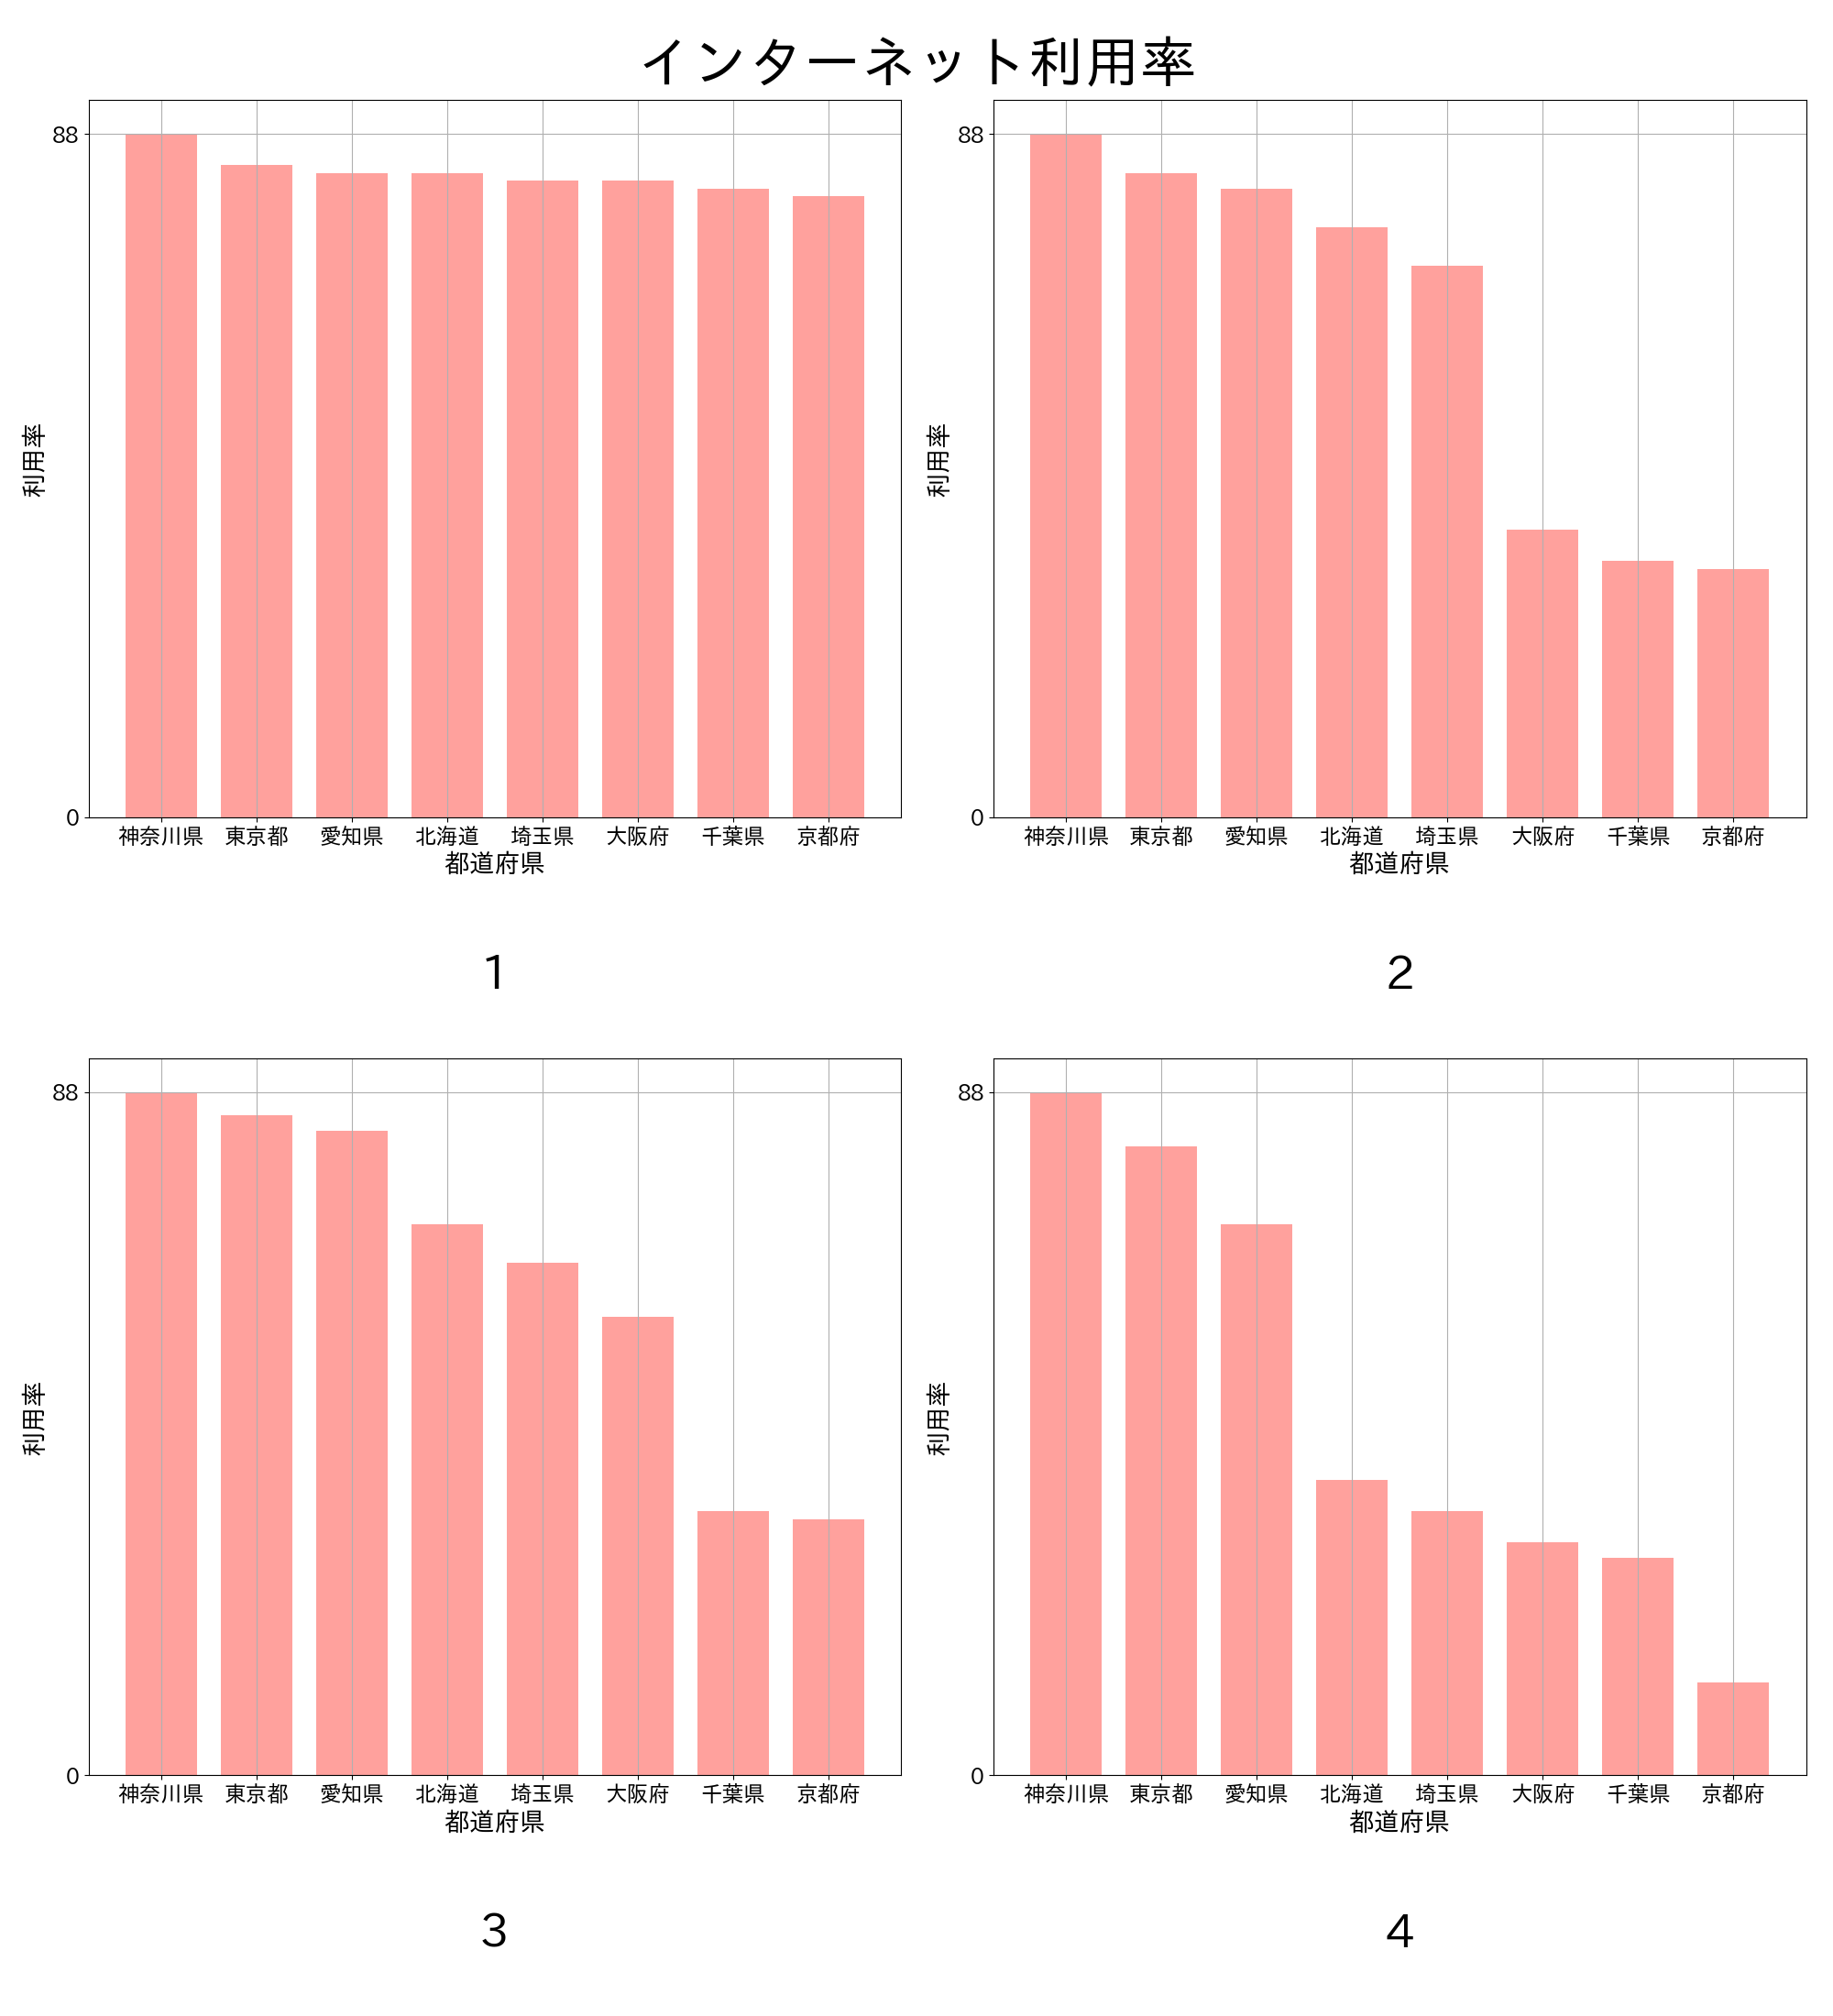 インターネット利用率
88
0
利用率
神奈川県 東京都 愛知県 北海道 埼玉県 大阪府 千葉県 京都府
都道府県
1
88
0
利用率
神奈川県 東京都 愛知県 北海道 埼玉県 大阪府 千葉県 京都府
都道府県
2
88
0
利用率
神奈川県 東京都 愛知県 北海道 埼玉県 大阪府 千葉県 京都府
都道府県
3
88
0
利用率
神奈川県 東京都 愛知県 北海道 埼玉県 大阪府 千葉県 京都府
都道府県
4